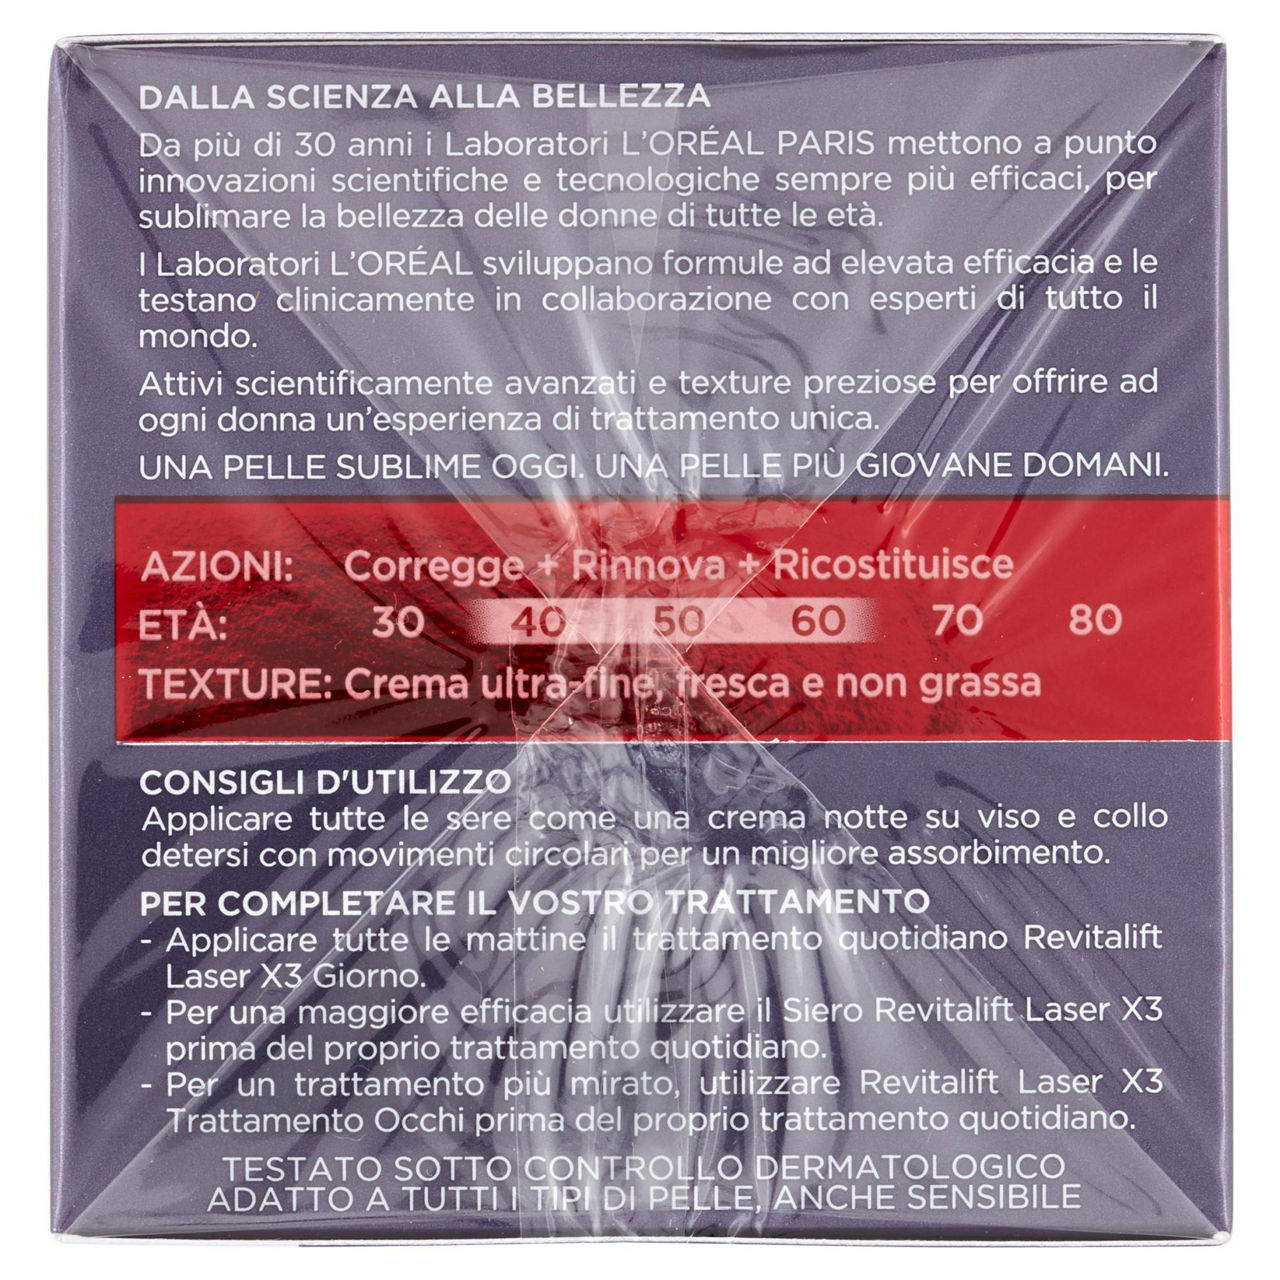 DALLA SCIENZA ALLA BELLEZZA
Da più di 30 anni i Laboratori L'ORÉAL PARIS mettono a punto
innovazioni scientifiche e tecnologiche sempre più efficaci, per
sublimare la bellezza delle donne di tutte le età.
I Laboratori L'ORÉAL sviluppano formule ad elevata efficacia e le
testano clinicamente in collaborazione con esperti di tutto il
mondo.
Attivi scientificamente avanzati e texture preziose per offrire ad
ogni donna un'esperienza di trattamento unica.
UNA PELLE SUBLIME OGGI. UNA PELLE PIÙ GIOVANE DOMANI.
AZIONI: Corregge + Rinnova + Ricostituisce
ETÀ: 30 40 50 60 70 80
TEXTURE: Crema ultra-fine, fresca e non grassa
CONSIGLI D'UTILIZZO
Applicare tutte le sere come una crema notte su viso e collo
detersi con movimenti circolari per un migliore assorbimento.
PER COMPLETARE IL VOSTRO TRATTAMENTO
- Applicare tutte le mattine il trattamento quotidiano Revitalift
Laser X3 Giorno.
- Per una maggiore efficacia utilizzare il Siero Revitalift Laser X3
prima del proprio trattamento quotidiano.
- Per un trattamento più mirato, utilizzare Revitalift Laser X3
Trattamento Occhi prima del proprio trattamento quotidiano.
TESTATO SOTTO CONTROLLO DERMATOLOGICO
ADATTO A TUTTI I TIPI DI PELLE, ANCHE SENSIBILE